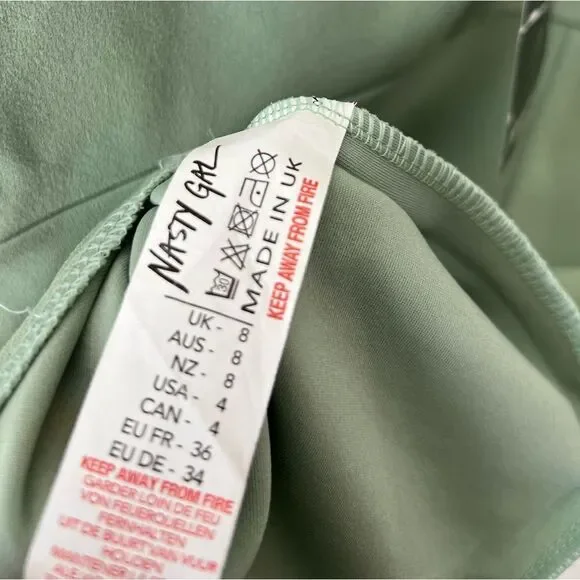 NASTY GAL
30
MADE IN UK
KEEP AWAY FROM FIRE
UK - 8
AUS - 8
NZ - 8
USA - 4
CAN - 4
EU FR - 36
EU DE - 34
KEEP AWAY FROM FIRE
GARDER LOIN DE FEU
VON FEUERQUELLEN
FERNHALTEN
UIT DE BUURT VAN VUUR
HOUDEN
MANTENER